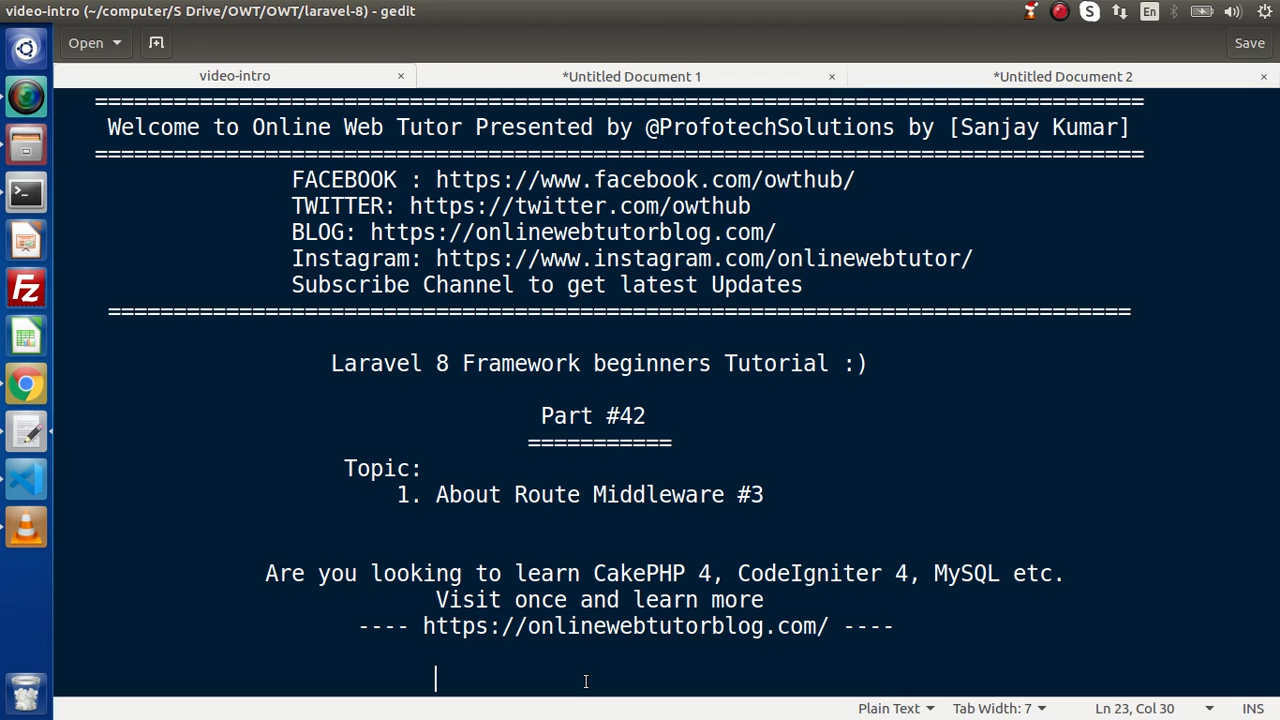 video-intro (~/computer/S Drive/OWT/OWT/laravel-8) - gedit
En
Open
Save
video-intro
*Untitled Document 1
*Untitled Document 2
================================================================================
Welcome to Online Web Tutor Presented by @ProfotechSolutions by [Sanjay Kumar]
================================================================================
FACEBOOK : https://www.facebook.com/owthub/
TWITTER: https://twitter.com/owthub
BLOG: https://onlinewebtutorblog.com/
Instagram: https://www.instagram.com/onlinewebtutor/
Subscribe Channel to get latest Updates
==============================================================================
Laravel 8 Framework beginners Tutorial :)
Part #42
===========
Topic:
1. About Route Middleware #3
Are you looking to learn CakePHP 4, CodeIgniter 4, MySQL etc.
Visit once and learn more
---- https://onlinewebtutorblog.com/ ----
Plain Text Tab Width: 7 Ln 23, Col 30 INS